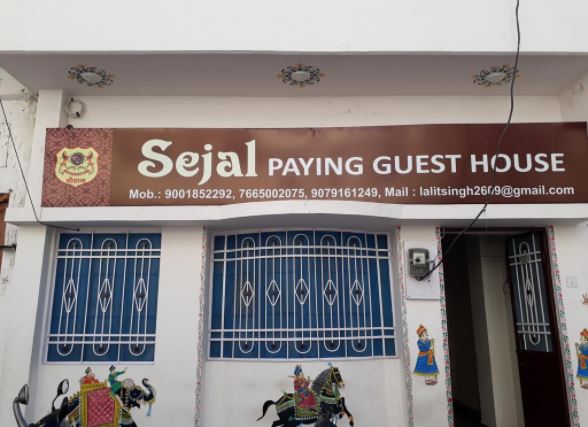 Sejal PAYING GUEST HOUSE
Mob.: 9001852292, 7665002075, 9079161249, Mail : lalitsingh2609@gmail.com